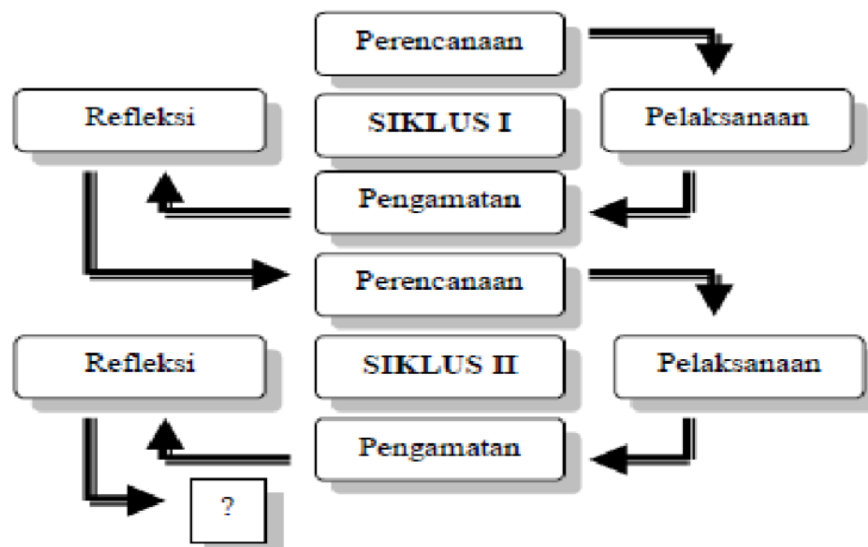 Perencanaan
Refleksi
SIKLUS I
Pelaksanaan
Pengamatan
Perencanaan
Refleksi
SIKLUS II
Pelaksanaan
Pengamatan
?